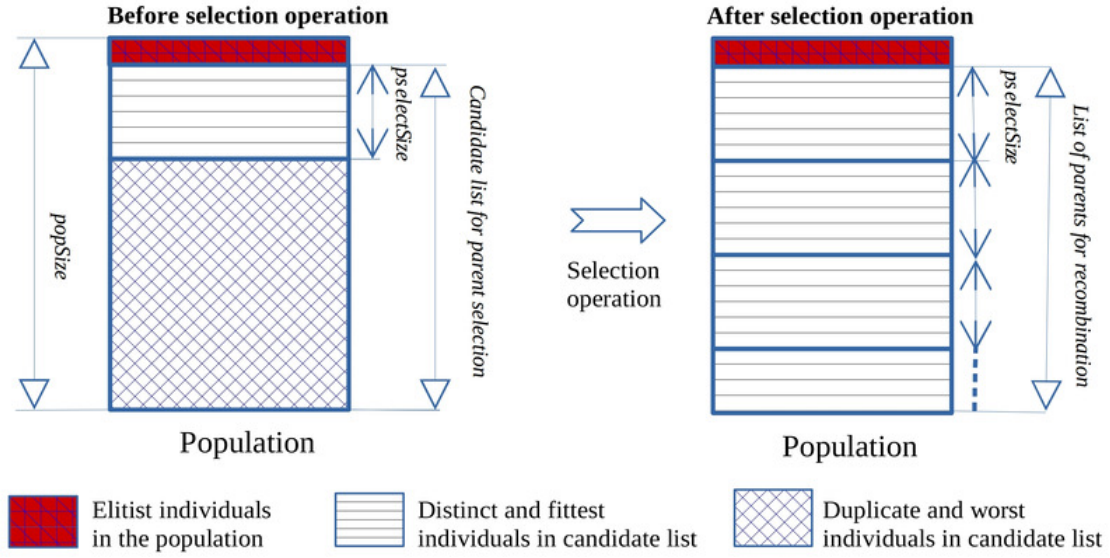 Before selection operation
After selection operation
popSize
pselectSize
Candidate list for parent selection
Selection
operation
pselectSize
List of parents for recombination
Population
Population
Elitist individuals
in the population
Distinct and fittest
individuals in candidate list
Duplicate and worst
individuals in candidate list